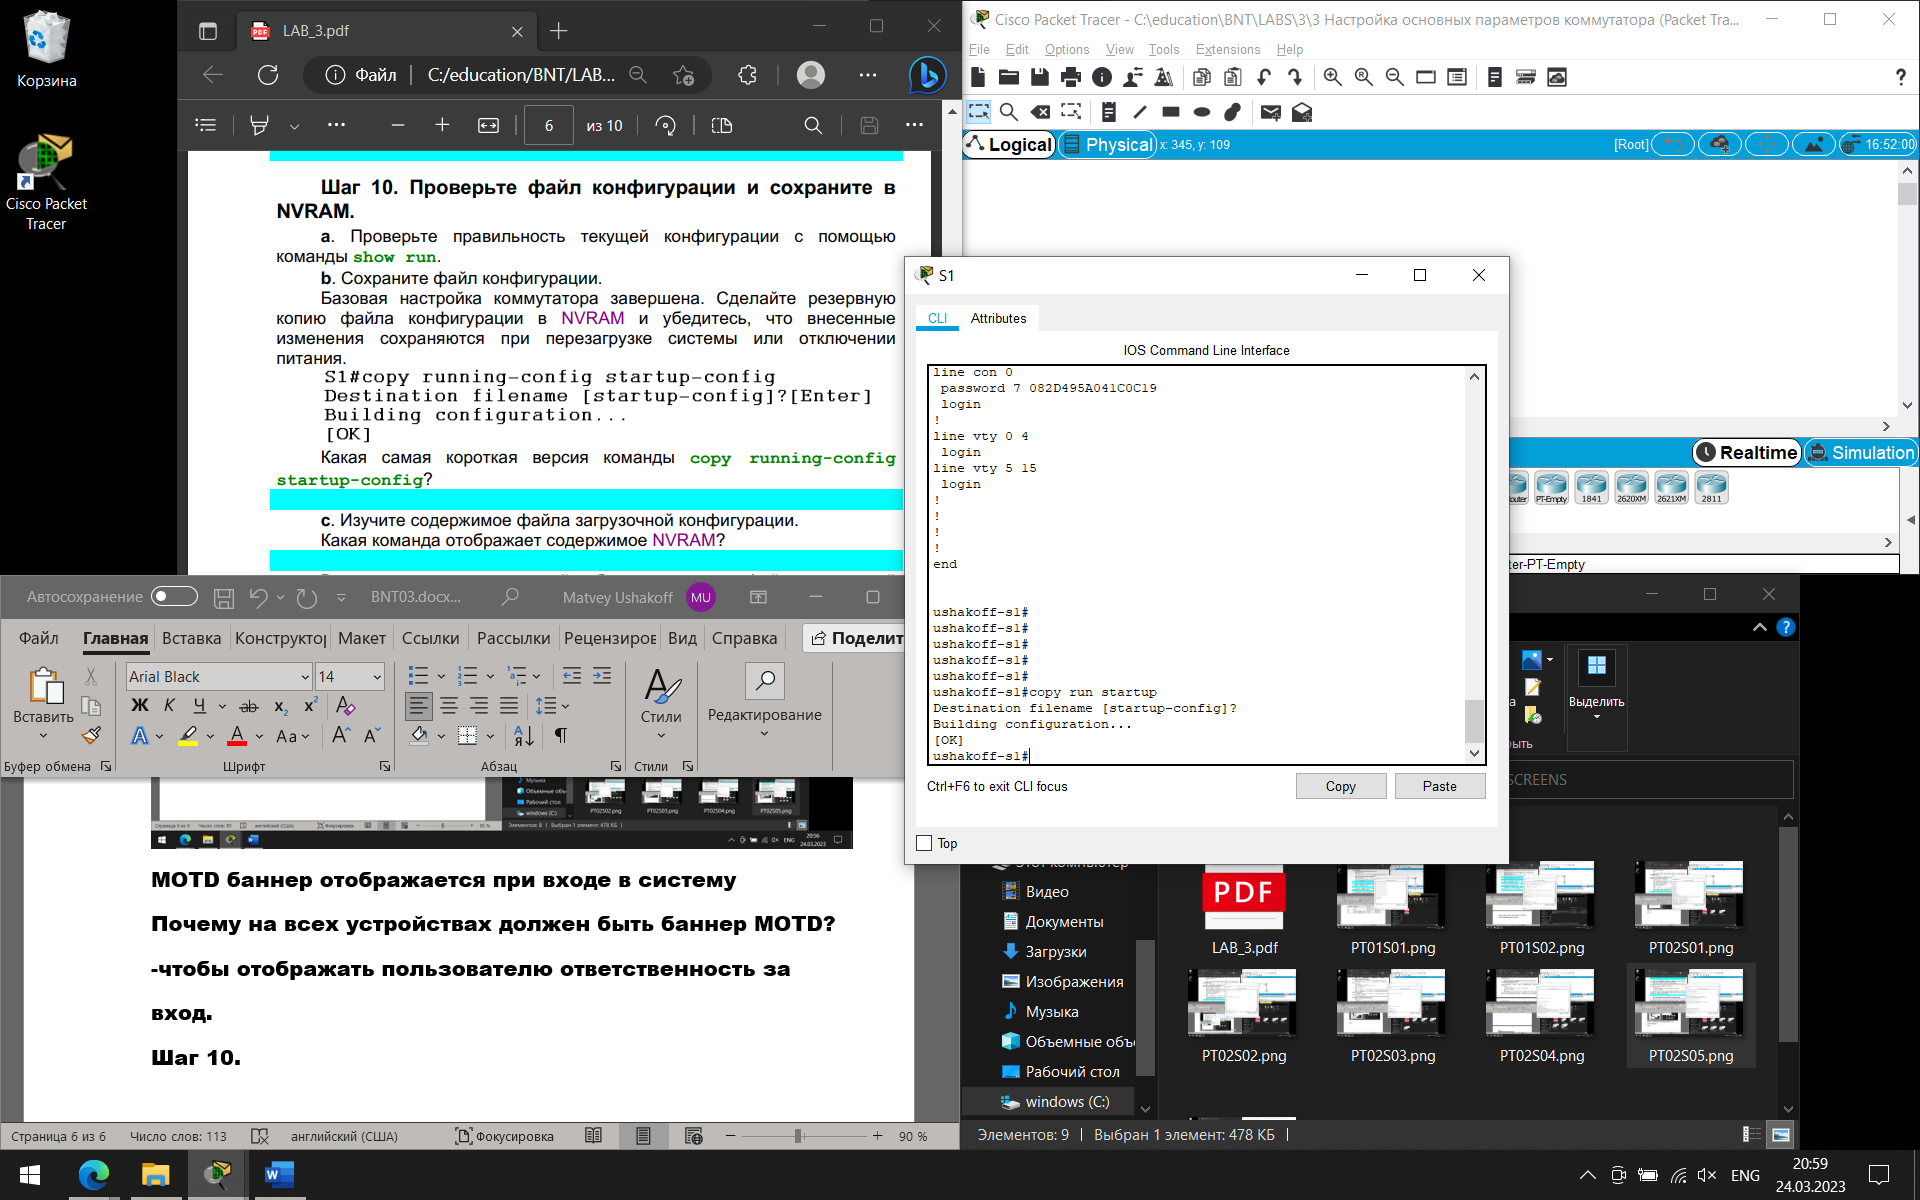 Корзина
Cisco Packet
Tracer
LAB_3.pdf
Файл
C:/education/BNT/LAB...
6
из 10
Шаг 10. Проверьте файл конфигурации и сохраните в
NVRAM.
a. Проверьте правильность текущей конфигурации с помощью
команды show run.
b. Сохраните файл конфигурации.
Базовая настройка коммутатора завершена. Сделайте резервную
копию файла конфигурации в NVRAM и убедитесь, что внесенные
изменения сохраняются при перезагрузке системы или отключении
питания.
S1#copy running-config startup-config
Destination filename [startup-config]?[Enter]
Building configuration...
[OK]
Какая самая короткая версия команды copy running-config
startup-config?
c. Изучите содержимое файла загрузочной конфигурации.
Какая команда отображает содержимое NVRAM?
Cisco Packet Tracer - C:\education\BNT\LABS\3\3 Настройка основных параметров коммутатора (Packet Tra...
File Edit Options View Tools Extensions Help
Logical
Physical
x: 345, y: 109
[Root]
16:52:00
Realtime
Simulation
PT-Empty
1841
2620XM
2621XM
2811
ter-PT-Empty
S1
CLI
Attributes
IOS Command Line Interface
line con 0
password 7 082D495A041C0C19
login
!
line vty 0 4
login
line vty 5 15
login
!
!
!
!
end
ushakoff-s1#
ushakoff-s1#
ushakoff-s1#
ushakoff-s1#
ushakoff-s1#
ushakoff-s1#copy run startup
Destination filename [startup-config]?
Building configuration...
[OK]
ushakoff-s1#
Ctrl+F6 to exit CLI focus
Copy
Paste
Top
Автосохранение
BNT03.docx...
Matvey Ushakoff
MU
Файл Главная Вставка Конструктор Макет Ссылки Рассылки Рецензиров Вид Справка Поделит
Вставить
Arial Black
14
Ж К Ч ab x₂ x²
Aa
Стили
Редактирование
Буфер обмена
Шрифт
Абзац
Стили
MOTD баннер отображается при входе в систему
Почему на всех устройствах должен быть баннер MOTD?
-чтобы отображать пользователю ответственность за
вход.
Шаг 10.
Страница 6 из 6
Число слов: 113
английский (США)
Фокусировка
90 %
Выделить
SCREENS
Видео
Документы
Загрузки
Изображения
Музыка
Объемные объ
Рабочий стол
windows (C:)
PDF
LAB_3.pdf
PT01S01.png
PT01S02.png
PT02S01.png
PT02S02.png
PT02S03.png
PT02S04.png
PT02S05.png
Элементов: 9
Выбран 1 элемент: 478 КБ
ENG
20:59
24.03.2023